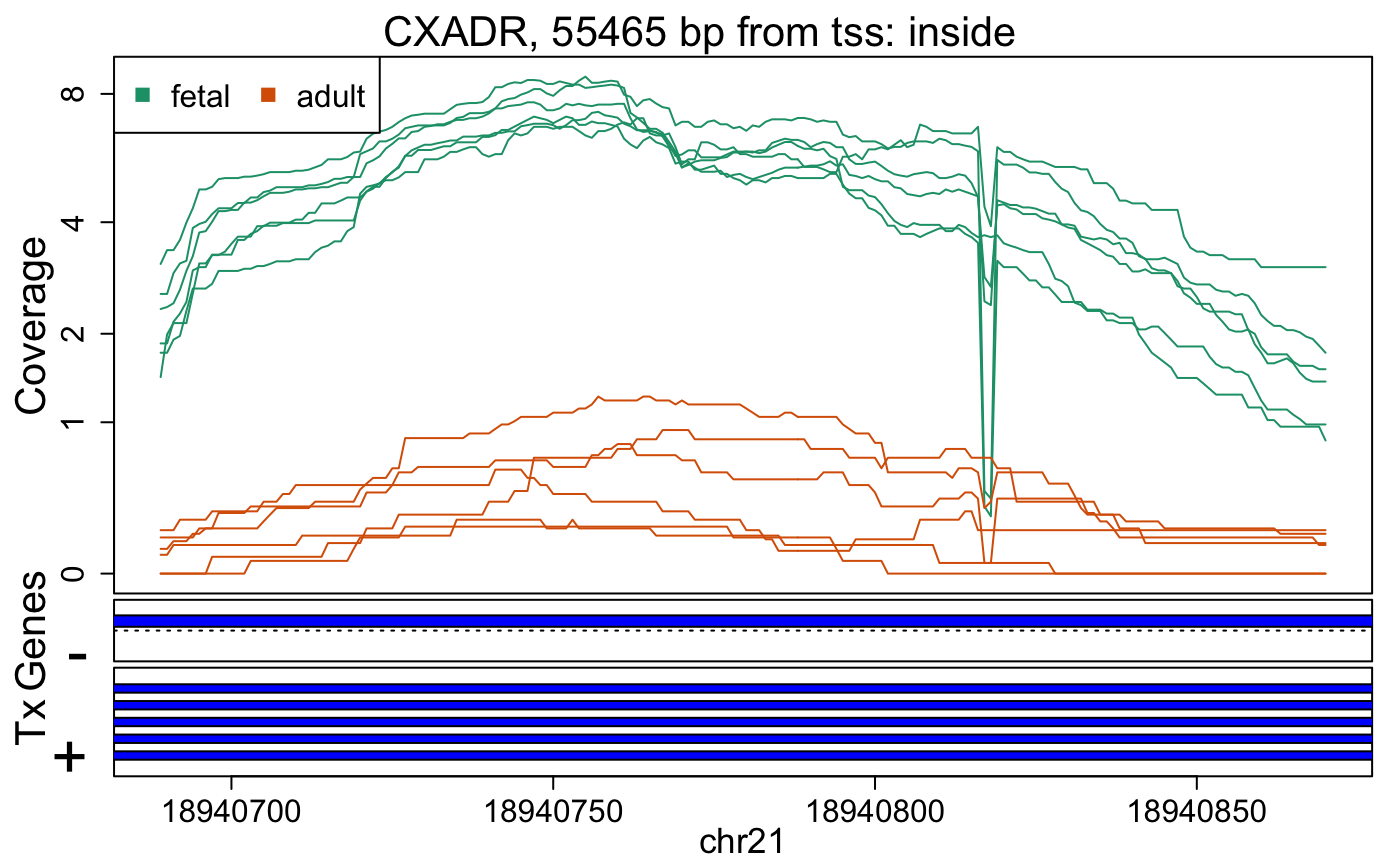 CXADR, 55465 bp from tss: inside
fetal adult
Coverage
8
4
2
1
0
Genes
-
Tx
+
18940700 18940750 18940800 18940850
chr21